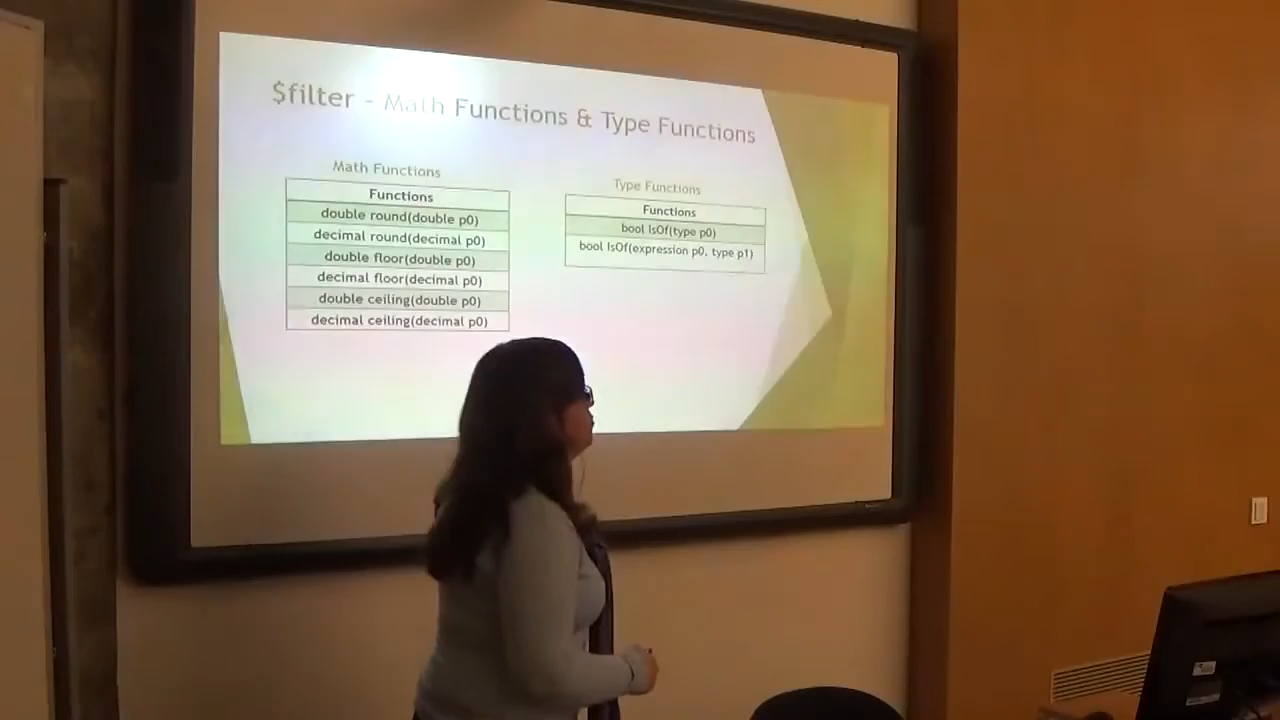 $filter - Math Functions & Type Functions
Math Functions
Functions
double round(double p0)
decimal round(decimal p0)
double floor(double p0)
decimal floor(decimal p0)
double ceiling(double p0)
decimal ceiling(decimal p0)
Type Functions
Functions
bool IsOf(type p0)
bool IsOf(expression p0, type p1)